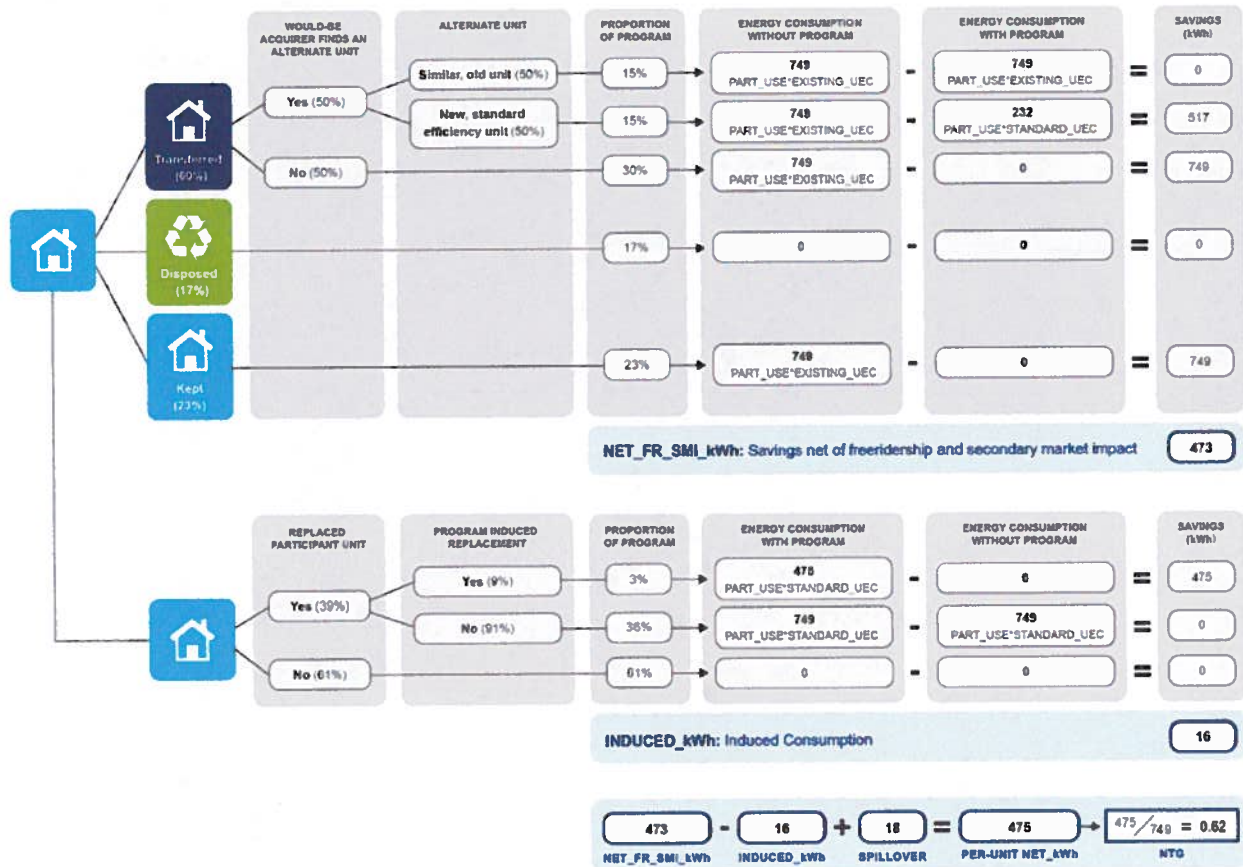 WOULD-BE
ACQUIRER FINDS AN
ALTERNATE UNIT
ALTERNATE UNIT
PROPORTION
OF PROGRAM
ENERGY CONSUMPTION
WITHOUT PROGRAM
ENERGY CONSUMPTION
WITH PROGRAM
SAVINGS
(kWh)
Transferred
(60%)
Yes (50%)
Similar, old unit (50%)
15%
749
PART_USE*EXISTING_UEC
-
749
PART_USE*EXISTING_UEC
=
0
New, standard
efficiency unit (50%)
15%
749
PART_USE*EXISTING_UEC
-
232
PART_USE*STANDARD_UEC
=
517
No (50%)
30%
749
PART_USE*EXISTING_UEC
-
0
=
749
Disposed
(17%)
17%
0
-
0
=
0
Kept
(23%)
23%
749
PART_USE*EXISTING_UEC
-
0
=
749
NET_FR_SMI_kWh: Savings net of freeridership and secondary market impact
473
REPLACED
PARTICIPANT UNIT
PROGRAM INDUCED
REPLACEMENT
PROPORTION
OF PROGRAM
ENERGY CONSUMPTION
WITH PROGRAM
ENERGY CONSUMPTION
WITHOUT PROGRAM
SAVINGS
(kWh)
Yes (39%)
Yes (9%)
3%
475
PART_USE*STANDARD_UEC
-
0
=
475
No (91%)
36%
749
PART_USE*STANDARD_UEC
-
749
PART_USE*STANDARD_UEC
=
0
No (61%)
61%
0
-
0
=
0
INDUCED_kWh: Induced Consumption
16
473
-
16
+
18
=
475
475/749 = 0.62
NET_FR_SMI_kWh
INDUCED_kWh
SPILLOVER
PER-UNIT NET_kWh
NTG